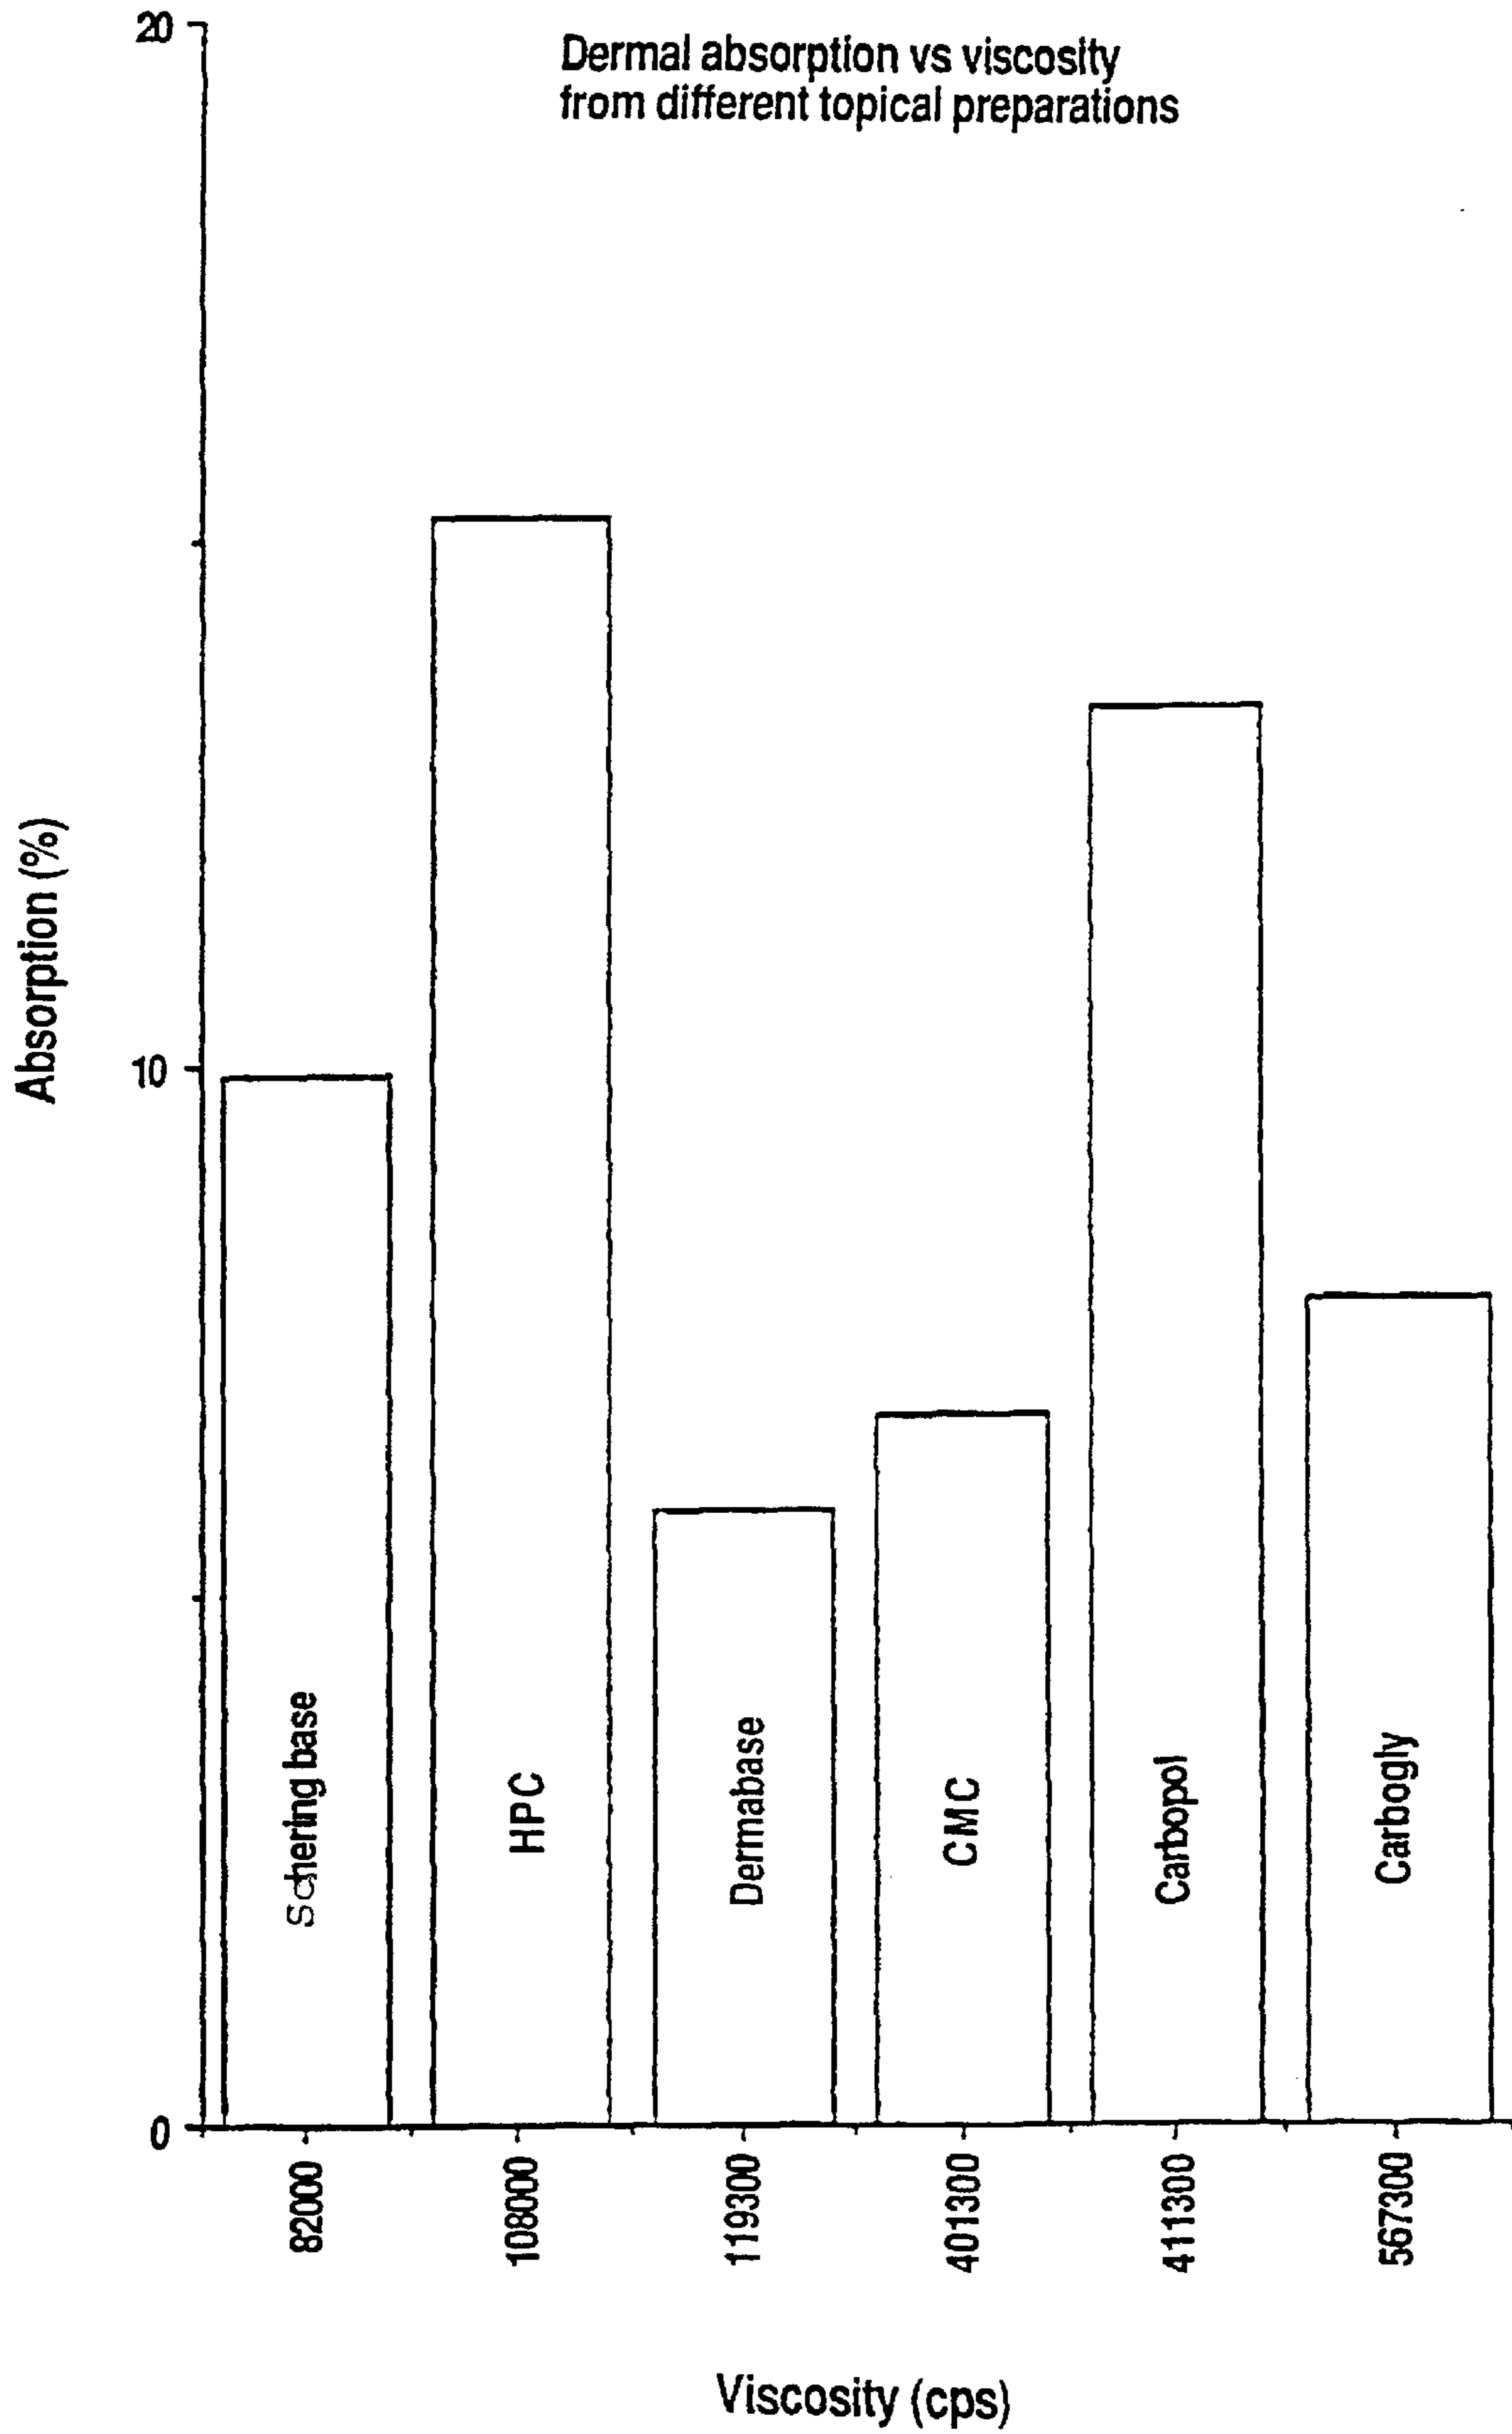 Dermal absorption vs viscosity
from different topical preparations
20
10
0
Absorption (%)
Schering base
HPC
Dermabase
CMC
Carbopol
Carbogly
82000
108000
119300
401300
411300
567300
Viscosity (cps)